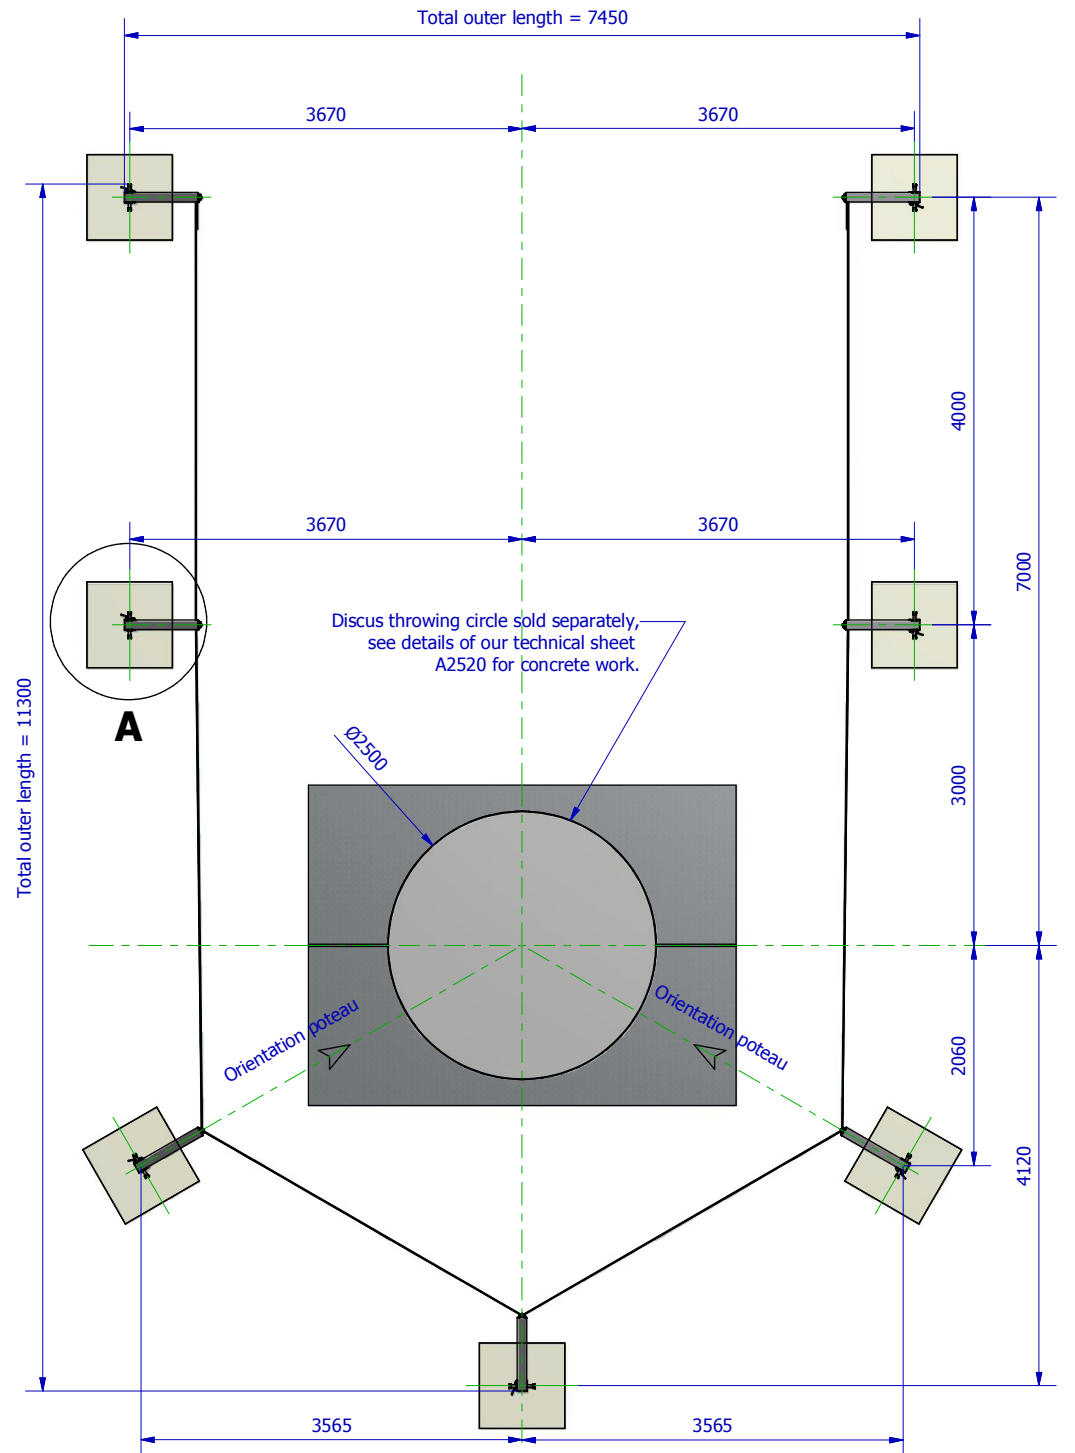 Total outer length = 7450
3670
3670
4000
3670
3670
7000
Discus throwing circle sold separately,
see details of our technical sheet
A2520 for concrete work.
Total outer length = 11300
A
Ø2500
3000
Orientation poteau
Orientation poteau
2060
4120
3565
3565